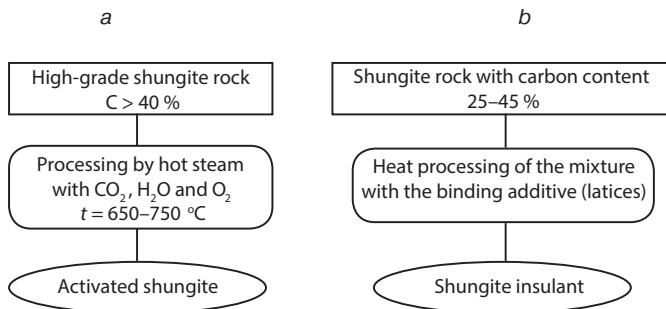 a
High-grade shungite rock
C > 40 %
Processing by hot steam
with CO₂, H₂O and O₂
t = 650–750 °C
Activated shungite
b
Shungite rock with carbon content
25–45 %
Heat processing of the mixture
with the binding additive (latices)
Shungite insulant